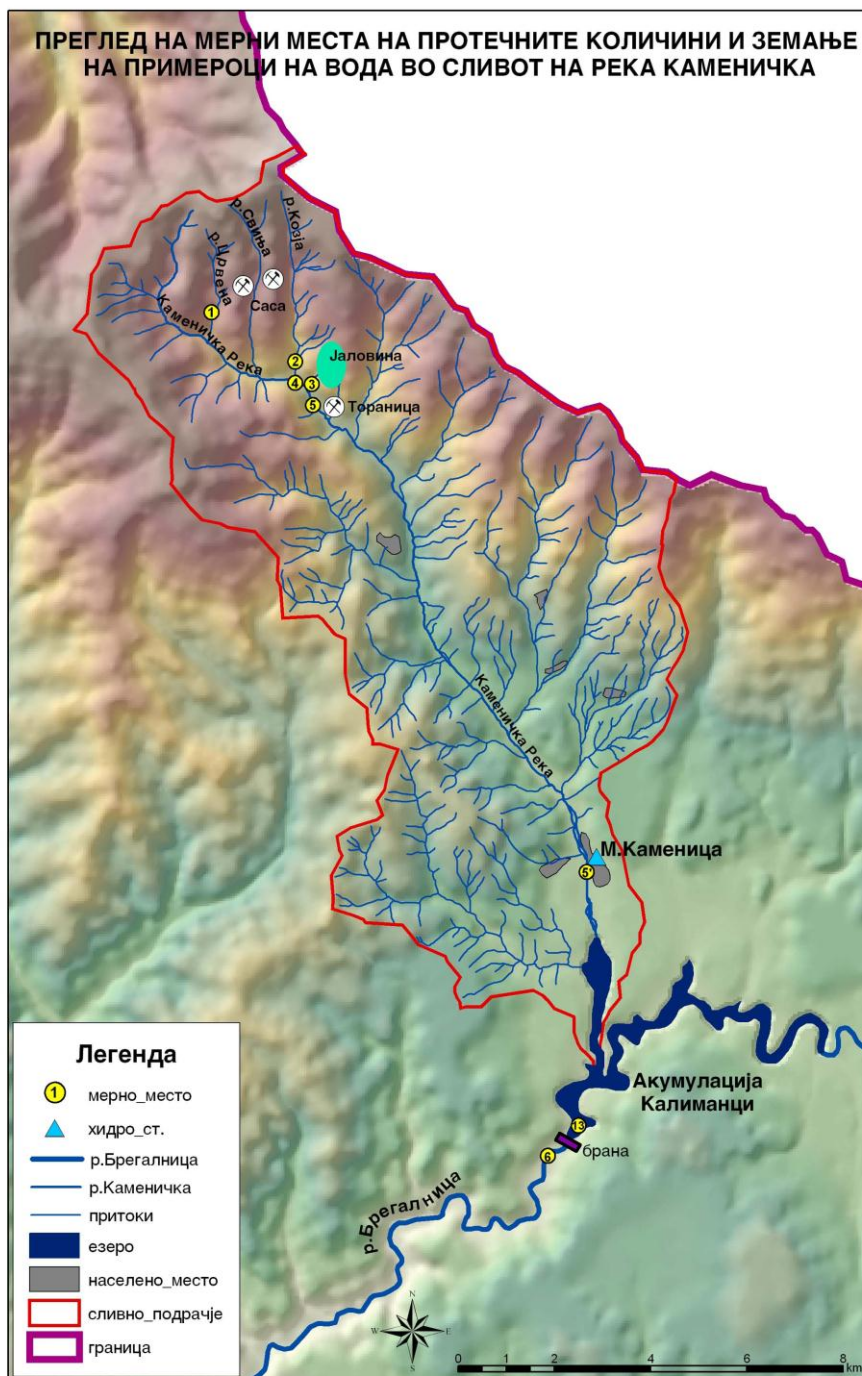 ПРЕГЛЕД НА МЕРНИ МЕСТА НА ПРОТЕЧНИТЕ КОЛИЧИНИ И ЗЕМАЊЕ
НА ПРИМЕРОЦИ НА ВОДА ВО СЛИВОТ НА РЕКА КАМЕНИЧКА
р.Црвена
р.Свиња
р.Козја
Саса
1
Каменичка Река
2
Јаловина
4
3
5
Тораница
Каменичка Река
М.Каменица
5'
Акумулација
Калиманци
13
брана
6
р.Брегалница
Легенда
1 мерно_место
хидро_ст.
р.Брегалница
р.Каменичка
притоки
езеро
населено_место
сливно_подрачје
граница
N
W E
S
0 2 4 6 8
km